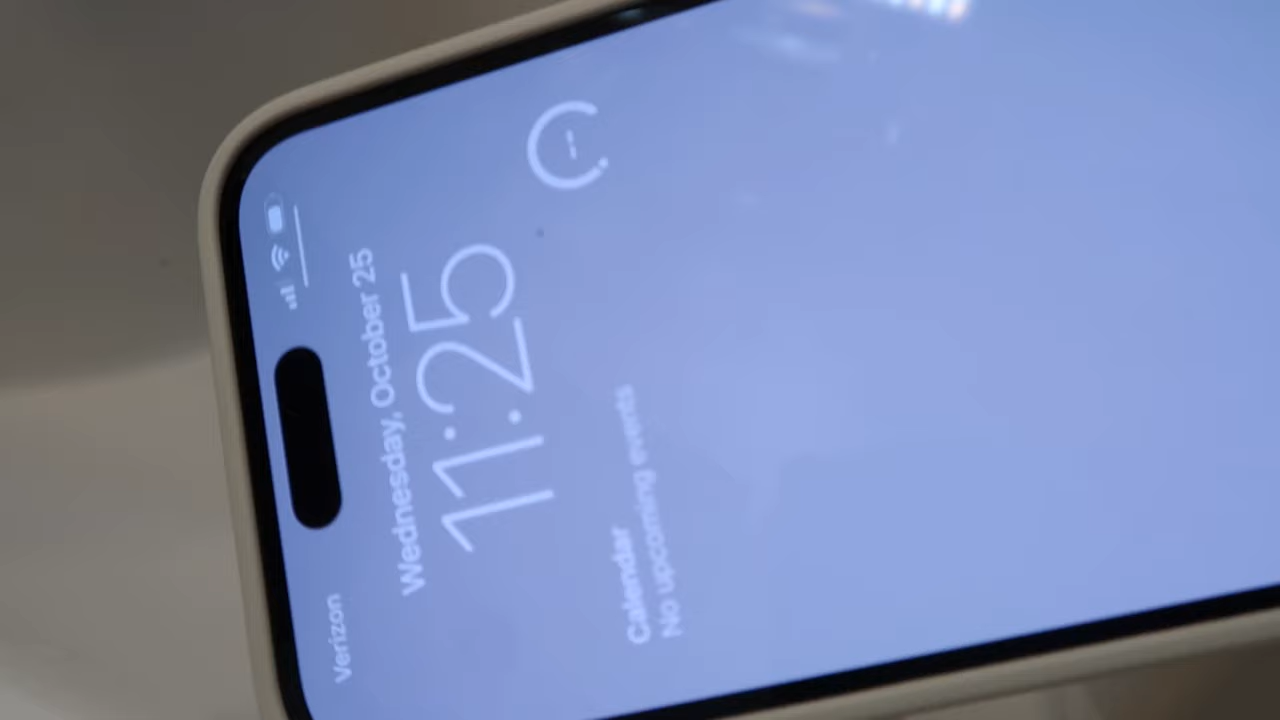 Verizon
Wednesday, October 25
11:25
Calendar
No upcoming events
--